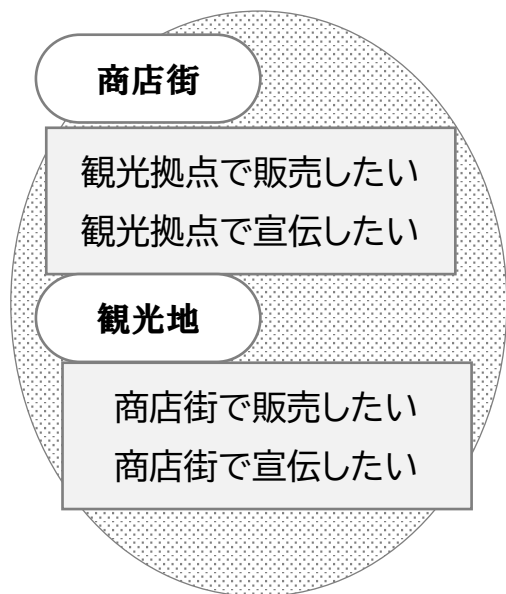 商店街
観光拠点で販売したい
観光拠点で宣伝したい
観光地
商店街で販売したい
商店街で宣伝したい